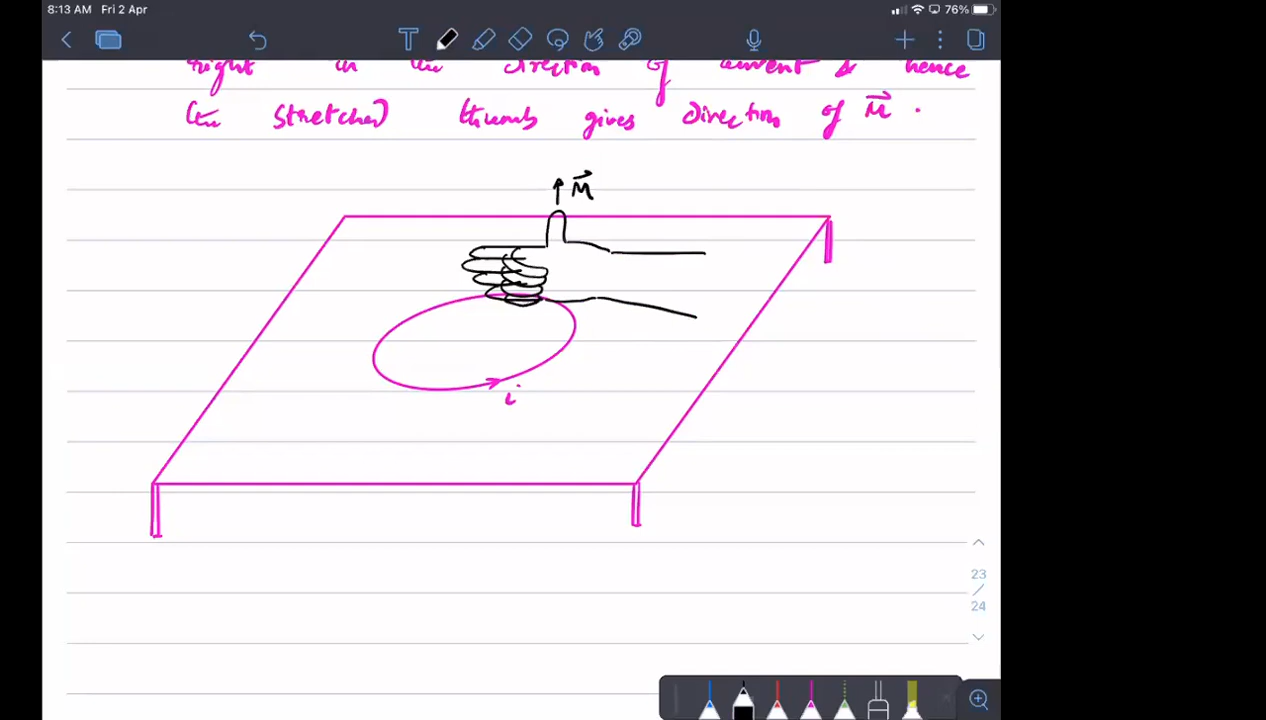 8:13 AM Fri 2 Apr
76%
right in the direction of current & hence
(the stretched) thumb gives direction of M⃗ .
M⃗
i
23
/
24